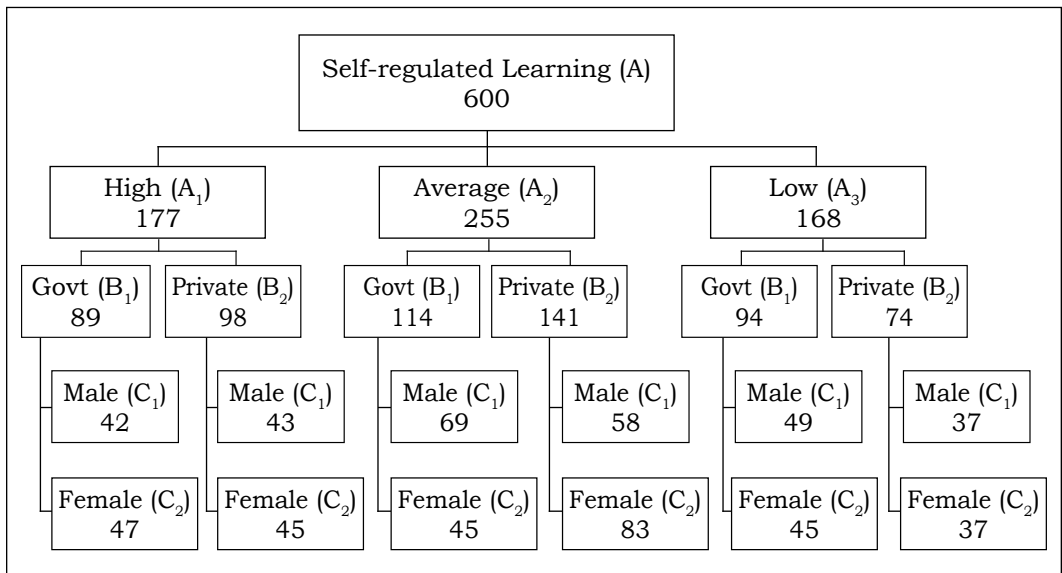 Self-regulated Learning (A)
600
High (A₁)
177
Average (A₂)
255
Low (A₃)
168
Govt (B₁)
89
Private (B₂)
98
Govt (B₁)
114
Private (B₂)
141
Govt (B₁)
94
Private (B₂)
74
Male (C₁)
42
Male (C₁)
43
Male (C₁)
69
Male (C₁)
58
Male (C₁)
49
Male (C₁)
37
Female (C₂)
47
Female (C₂)
45
Female (C₂)
45
Female (C₂)
83
Female (C₂)
45
Female (C₂)
37